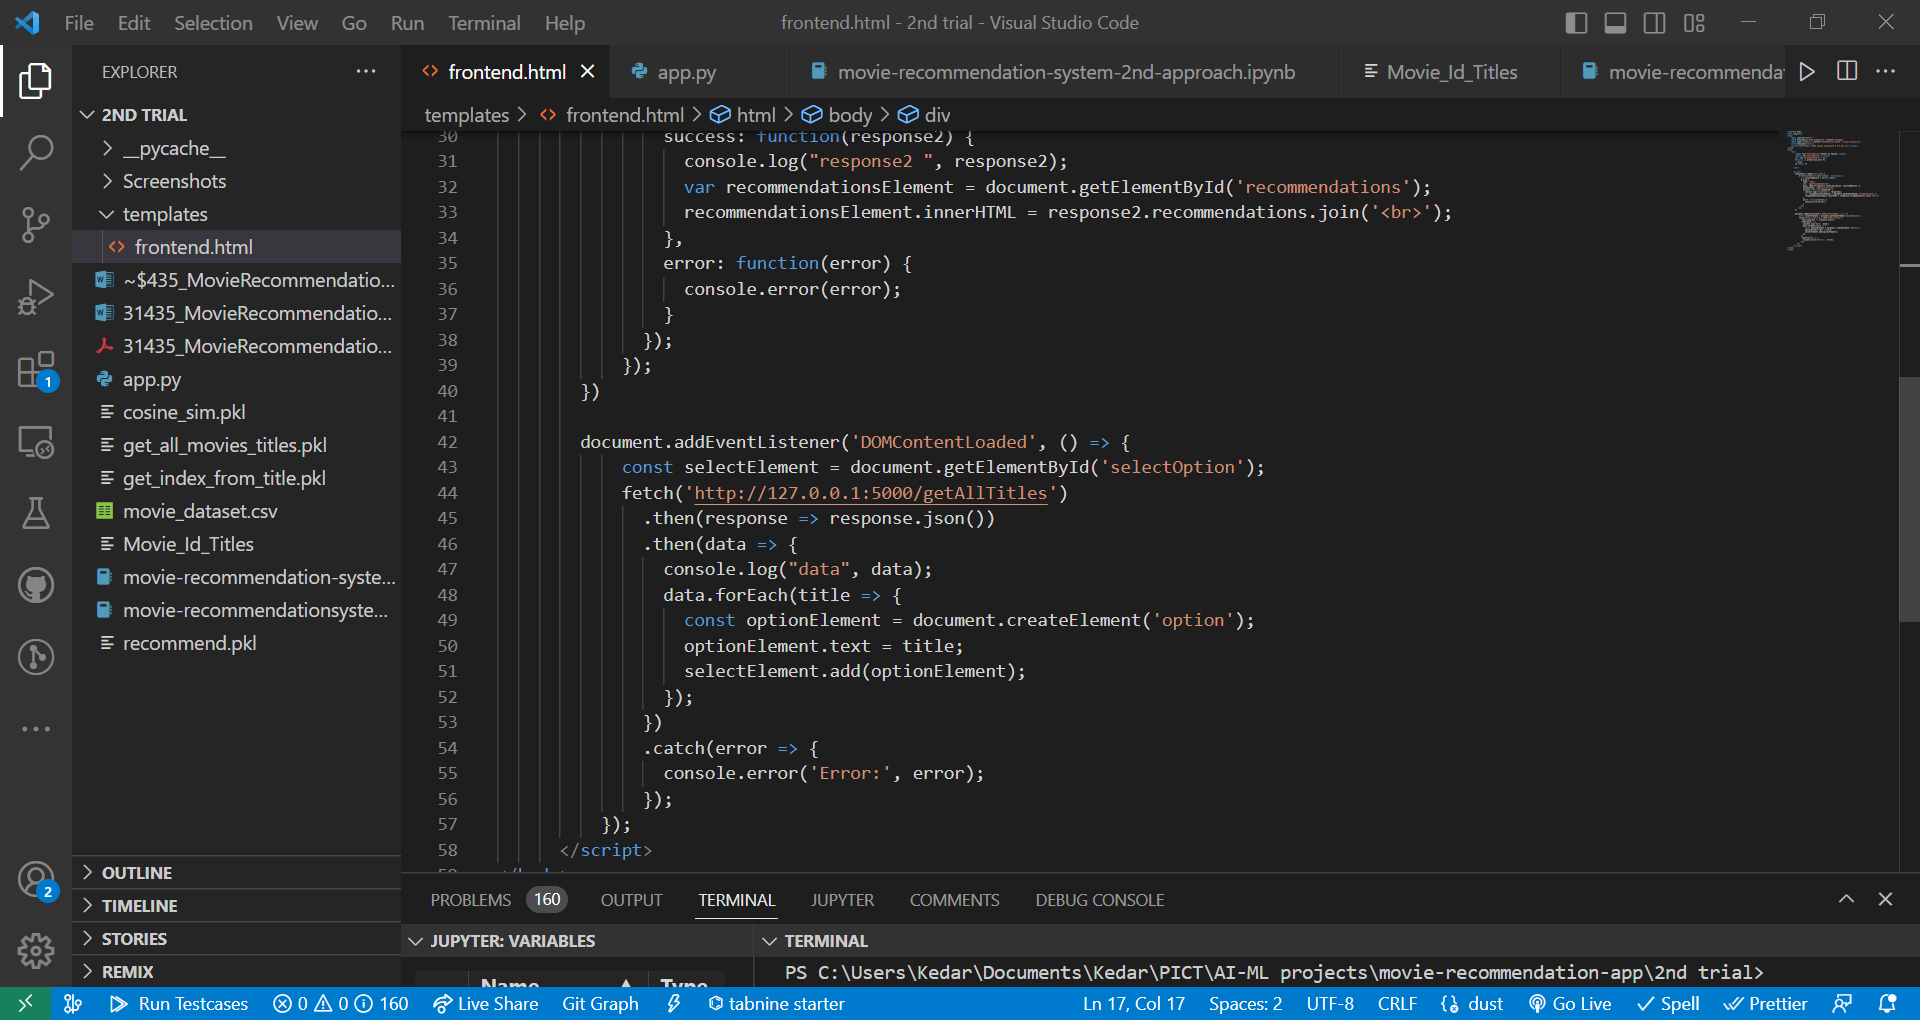 File Edit Selection View Go Run Terminal Help
frontend.html - 2nd trial - Visual Studio Code
EXPLORER
2ND TRIAL
__pycache__
Screenshots
templates
frontend.html
~$435_MovieRecommendatio...
31435_MovieRecommendatio...
31435_MovieRecommendatio...
app.py
cosine_sim.pkl
get_all_movies_titles.pkl
get_index_from_title.pkl
movie_dataset.csv
Movie_Id_Titles
movie-recommendation-syste...
movie-recommendationsyste...
recommend.pkl
OUTLINE
TIMELINE
STORIES
REMIX
1
2
frontend.html app.py movie-recommendation-system-2nd-approach.ipynb Movie_Id_Titles movie-recommendat
templates > frontend.html > html > body > div
30 success: function(response2) {
31 console.log("response2 ", response2);
32 var recommendationsElement = document.getElementById('recommendations');
33 recommendationsElement.innerHTML = response2.recommendations.join('<br>');
34 },
35 error: function(error) {
36 console.error(error);
37 }
38 });
39 });
40 })
41
42 document.addEventListener('DOMContentLoaded', () => {
43 const selectElement = document.getElementById('selectOption');
44 fetch('http://127.0.0.1:5000/getAllTitles')
45 .then(response => response.json())
46 .then(data => {
47 console.log("data", data);
48 data.forEach(title => {
49 const optionElement = document.createElement('option');
50 optionElement.text = title;
51 selectElement.add(optionElement);
52 });
53 })
54 .catch(error => {
55 console.error('Error:', error);
56 });
57 });
58 </script>
PROBLEMS 160 OUTPUT TERMINAL JUPYTER COMMENTS DEBUG CONSOLE
JUPYTER: VARIABLES
Name Type
TERMINAL
PS C:\Users\Kedar\Documents\Kedar\PICT\AI-ML projects\movie-recommendation-app\2nd trial>
Run Testcases 0 0 160 Live Share Git Graph tabnine starter Ln 17, Col 17 Spaces: 2 UTF-8 CRLF {} dust Go Live Spell Prettier